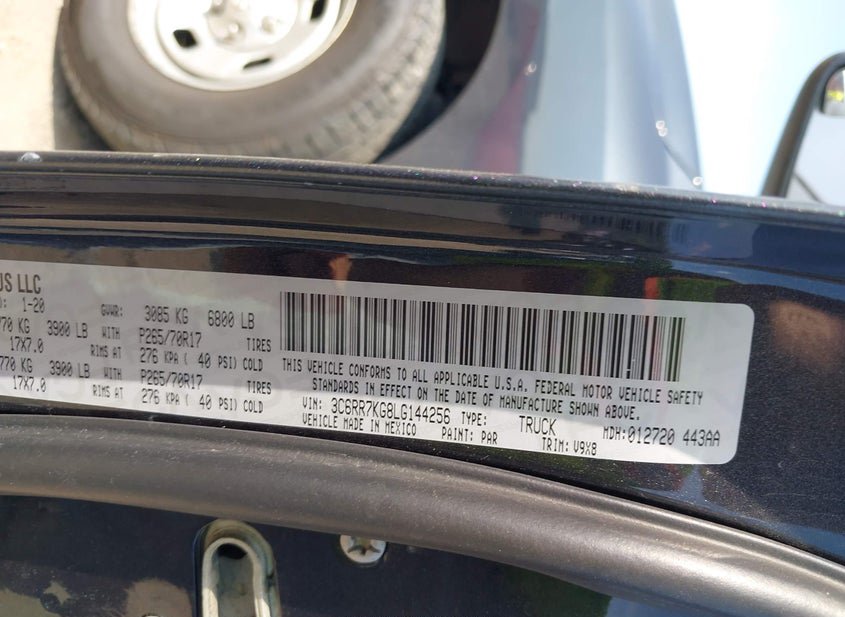 US LLC
: 1-20 GVWR: 3085 KG 6800 LB
770 KG 3900 LB WITH P265/70R17 TIRES
17X7.0 RIMS AT 276 KPA ( 40 PSI) COLD
770 KG 3900 LB WITH P265/70R17 TIRES
17X7.0 RIMS AT 276 KPA ( 40 PSI) COLD
THIS VEHICLE CONFORMS TO ALL APPLICABLE U.S.A. FEDERAL MOTOR VEHICLE SAFETY
STANDARDS IN EFFECT ON THE DATE OF MANUFACTURE SHOWN ABOVE.
VIN: 3C6RR7KG8LG144256 TYPE: TRUCK MDH:012720 443AA
VEHICLE MADE IN MEXICO PAINT: PAR TRIM: V9X8